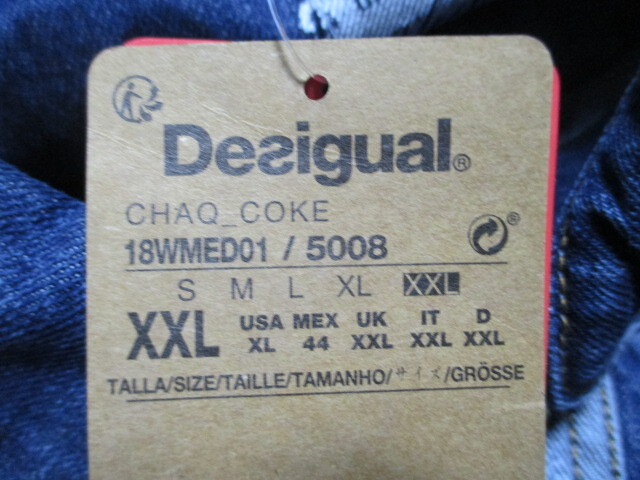 Desigual®
CHAQ_COKE
18WMED01 / 5008
®
S M L XL XXL
XXL
USA MEX UK IT D
XL 44 XXL XXL XXL
TALLA/SIZE/TAILLE/TAMANHO/サイズ/GRÖSSE